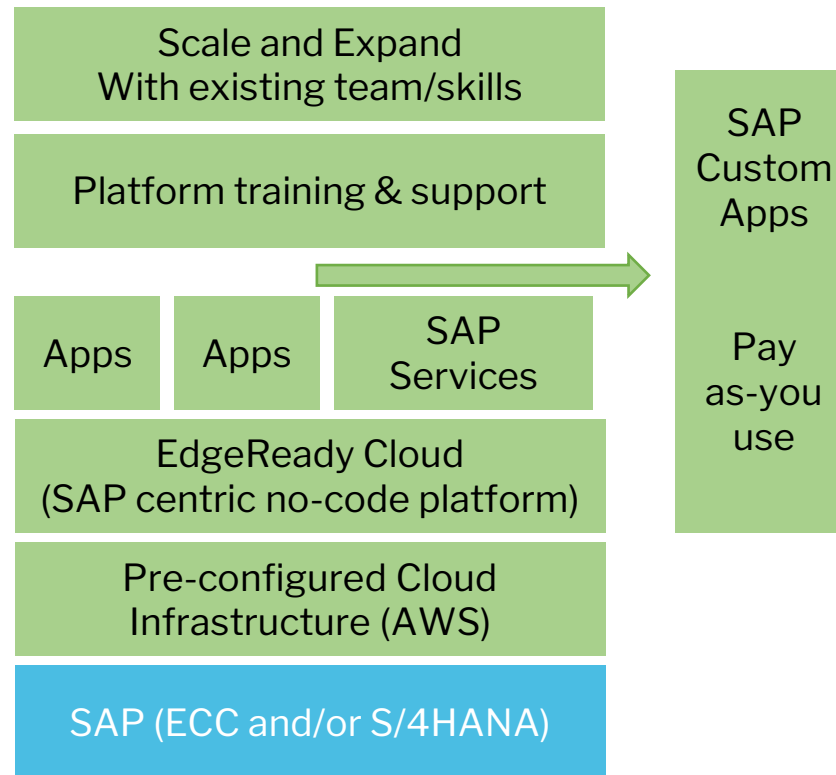 Scale and Expand
With existing team/skills
Platform training & support
Apps
Apps
SAP
Services
EdgeReady Cloud
(SAP centric no-code platform)
Pre-configured Cloud
Infrastructure (AWS)
SAP (ECC and/or S/4HANA)
SAP
Custom
Apps
Pay
as-you
use